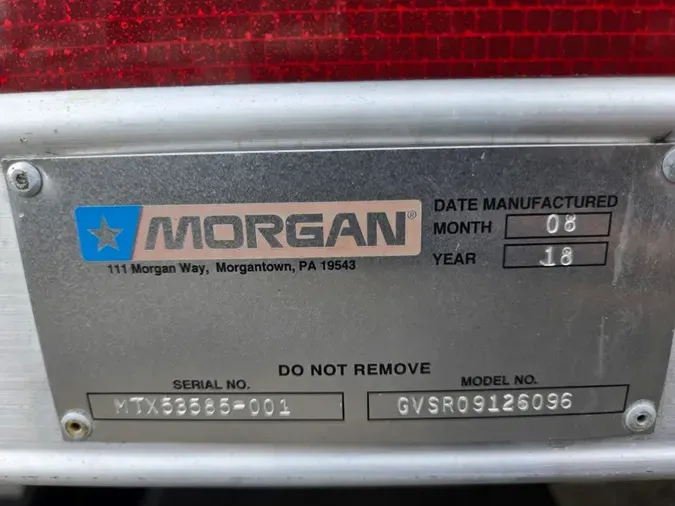 MORGAN®
111 Morgan Way, Morgantown, PA 19543
DATE MANUFACTURED
MONTH 08
YEAR 18
DO NOT REMOVE
SERIAL NO.
MTX53585-001
MODEL NO.
GVSR09126096